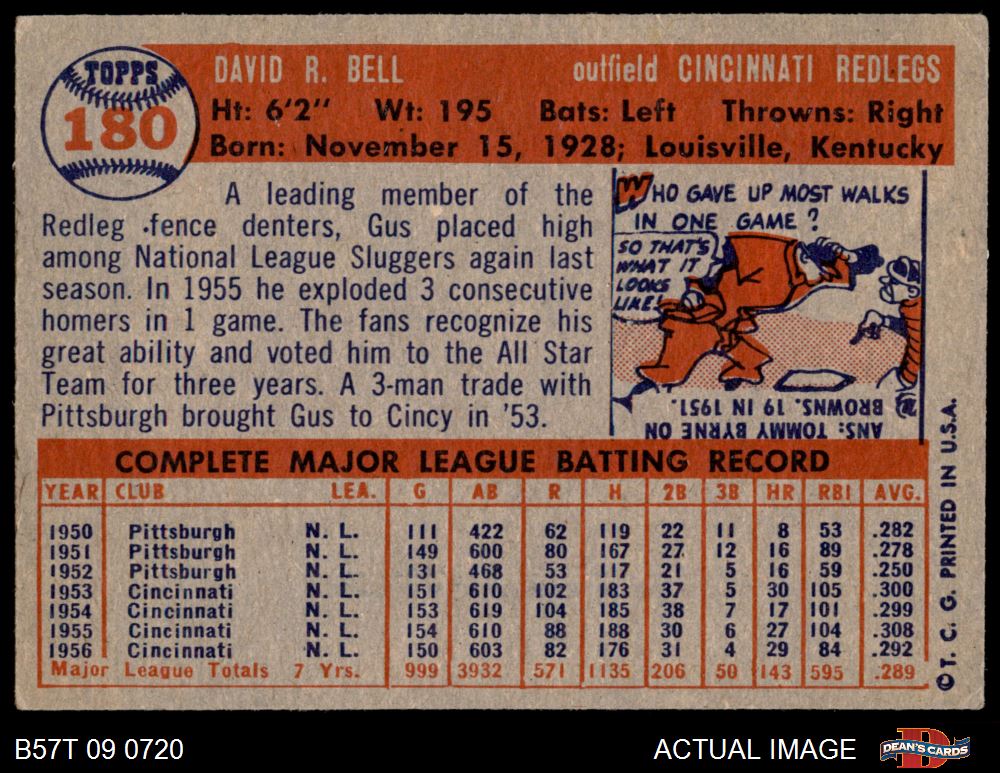 TOPPS
180
DAVID R. BELL outfield CINCINNATI REDLEGS
Ht: 6'2" Wt: 195 Bats: Left Throws: Right
Born: November 15, 1928; Louisville, Kentucky
A leading member of the
Redleg fence denters, Gus placed high
among National League Sluggers again last
season. In 1955 he exploded 3 consecutive
homers in 1 game. The fans recognize his
great ability and voted him to the All Star
Team for three years. A 3-man trade with
Pittsburgh brought Gus to Cincy in '53.
WHO GAVE UP MOST WALKS
IN ONE GAME?
SO THAT'S
WHAT IT
LOOKS
LIKE!
ANS: TOMMY BYRNE ON
BROWNS. 19 IN 1951.
COMPLETE MAJOR LEAGUE BATTING RECORD
YEAR CLUB LEA. G AB R H 2B 3B HR RBI AVG.
1950 Pittsburgh N. L. 111 422 62 119 22 11 8 53 .282
1951 Pittsburgh N. L. 149 600 80 167 27 12 16 89 .278
1952 Pittsburgh N. L. 131 468 53 117 21 5 16 59 .250
1953 Cincinnati N. L. 151 610 102 183 37 5 30 105 .300
1954 Cincinnati N. L. 153 619 104 185 38 7 17 101 .299
1955 Cincinnati N. L. 154 610 88 188 30 6 27 104 .308
1956 Cincinnati N. L. 150 603 82 176 31 4 29 84 .292
Major League Totals 7 Yrs. 999 3932 571 1135 206 50 143 595 .289
© T. C. G. PRINTED IN U.S.A.
B57T 09 0720 ACTUAL IMAGE
DEAN'S CARDS